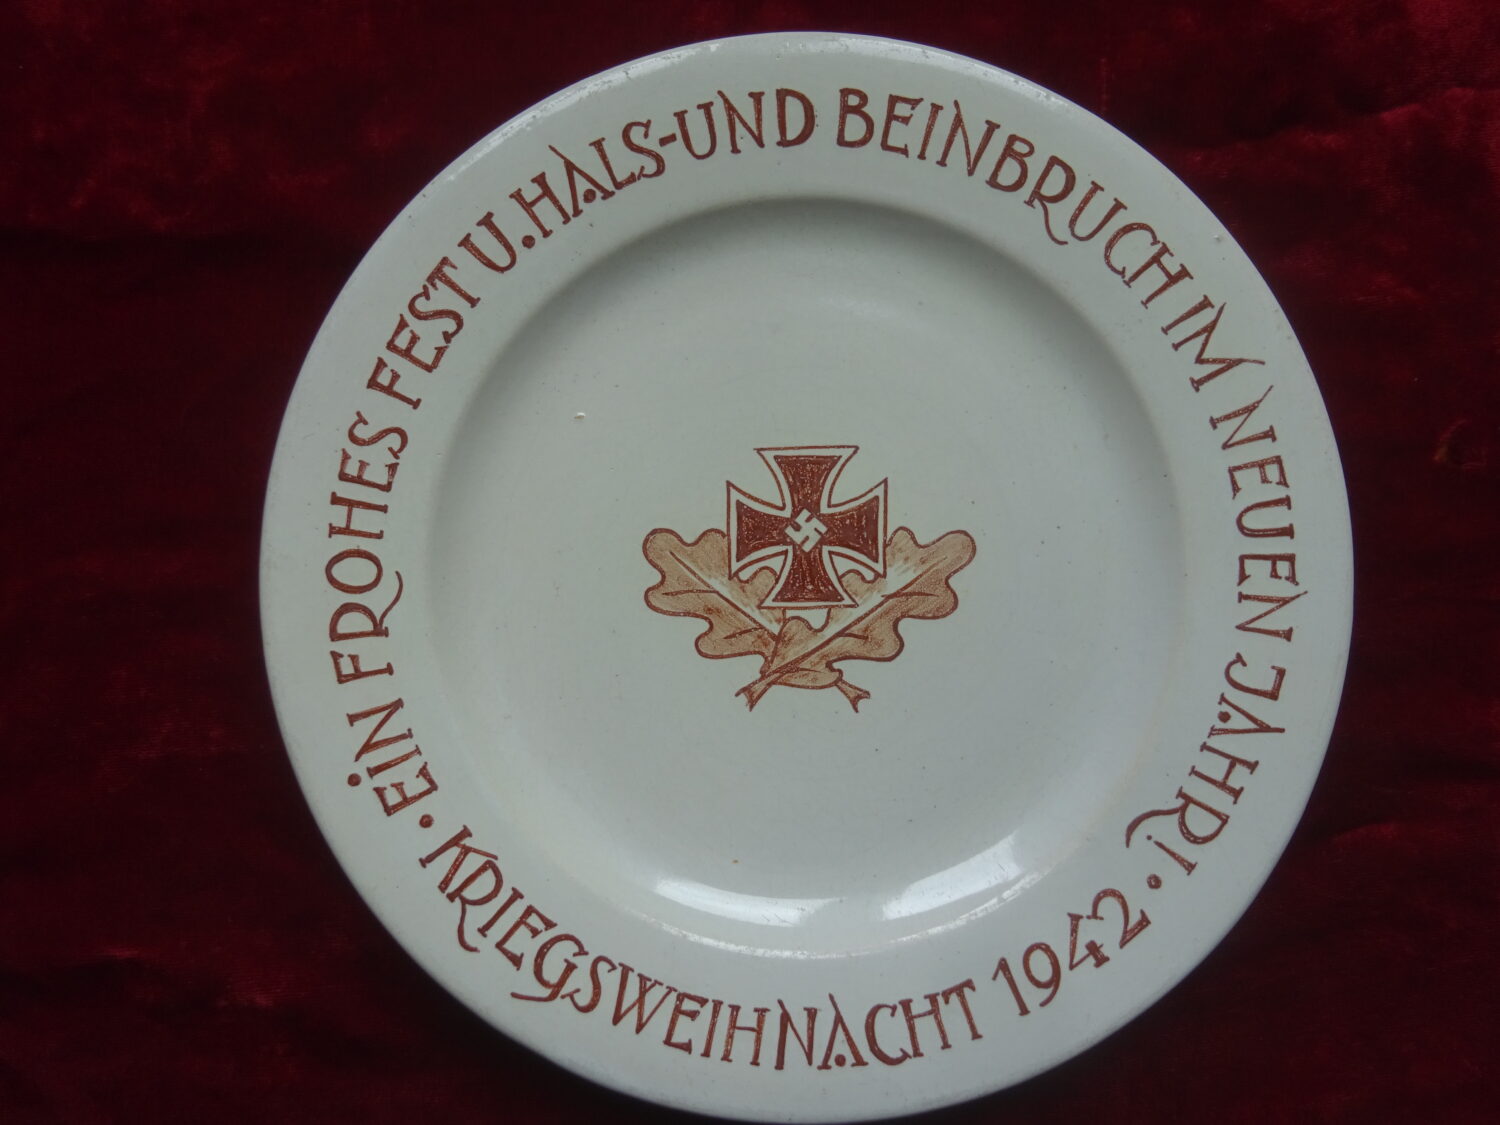 EIN FROHES FEST U. HALS-UND BEINBRUCH IM NEUEN JAHR!
· KRIEGSWEIHNACHT 1942 ·